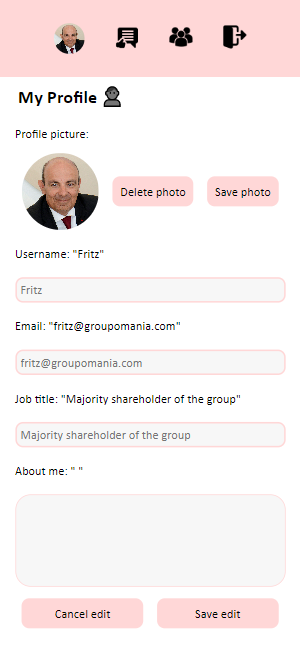 My Profile
Profile picture:
Delete photo
Save photo
Username: "Fritz"
Fritz
Email: "fritz@groupomania.com"
fritz@groupomania.com
Job title: "Majority shareholder of the group"
Majority shareholder of the group
About me: " "
Cancel edit
Save edit